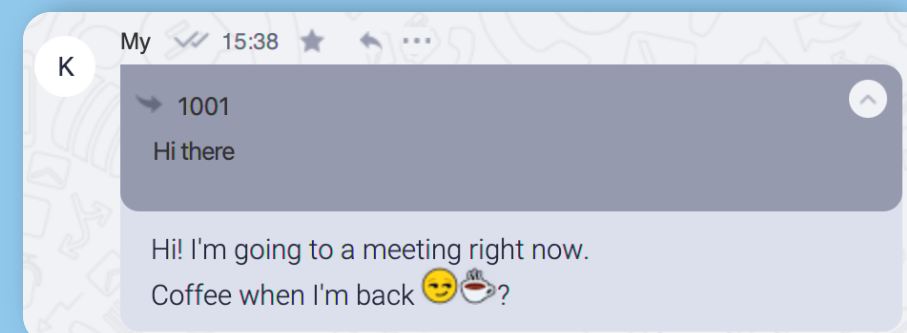 K
My 15:38
1001
Hi there
Hi! I'm going to a meeting right now.
Coffee when I'm back 😏☕?